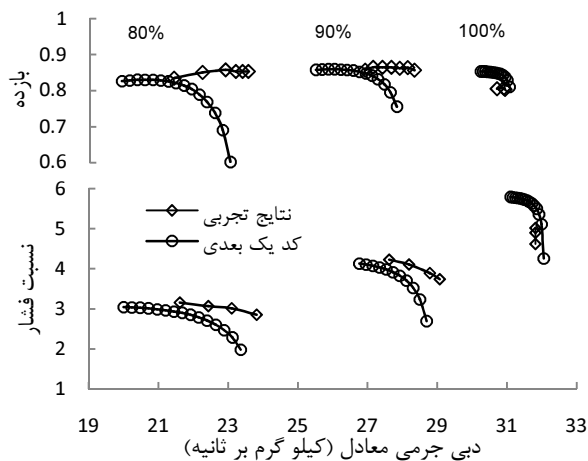 1
0.9
0.8
0.7
0.6
بازده
80%
90%
100%
6
5
4
3
2
1
نسبت فشار
نتایج تجربی
کد یک بعدی
19 21 23 25 27 29 31 33
دبی جرمی معادل (کیلو گرم بر ثانیه)